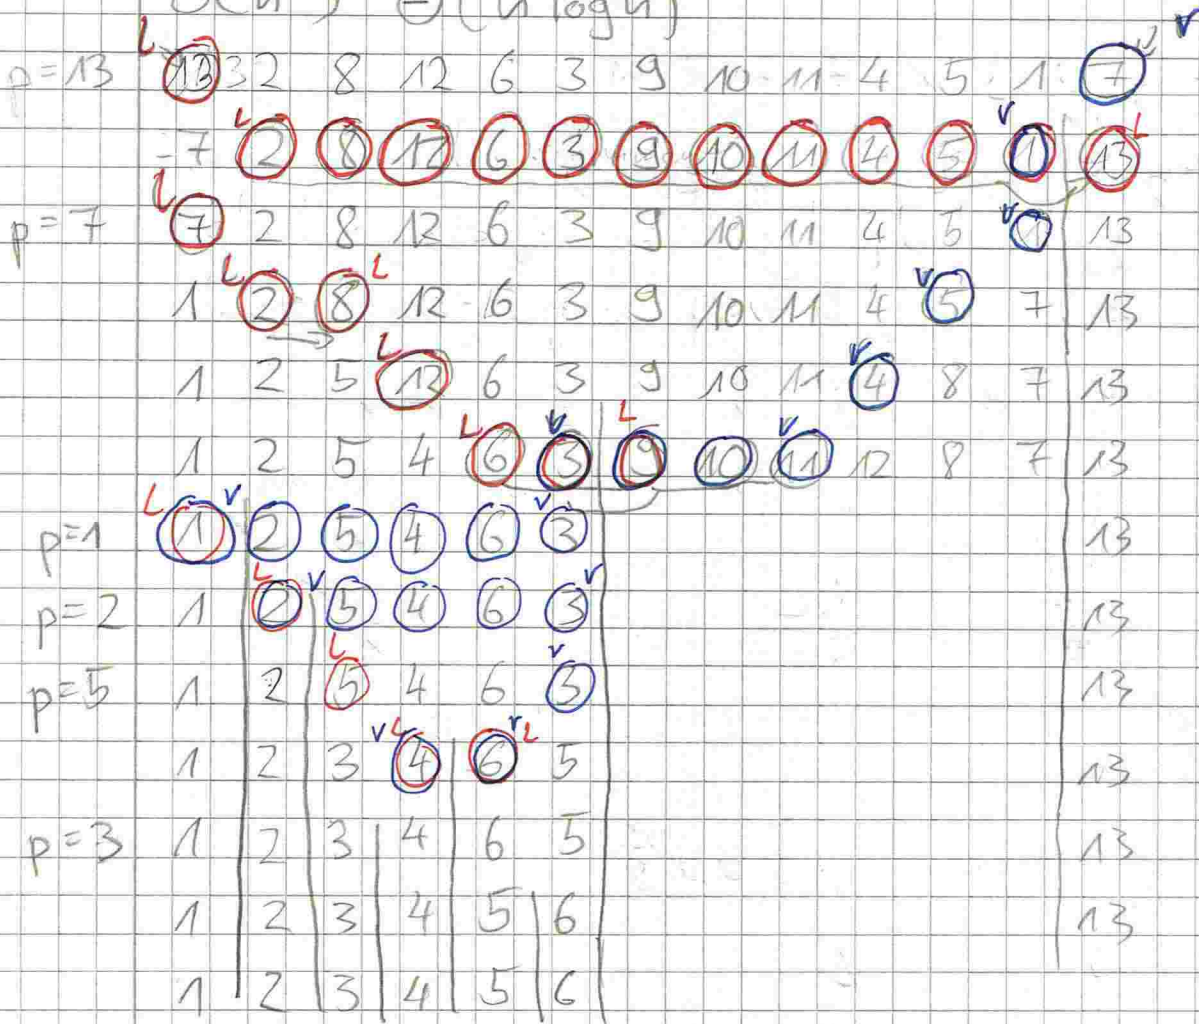 Θ(n log n)
p=13 13 3 2 8 12 6 3 9 10 11 4 5 1 7
L v v
7 2 8 12 6 3 9 10 11 4 5 1 13
L v L
p=7 7 2 8 12 6 3 9 10 11 4 5 1 13
L v
1 2 8 12 6 3 9 10 11 4 5 7 13
L L v
1 2 5 12 6 3 9 10 11 4 8 7 13
L v
1 2 5 4 6 3 9 10 11 12 8 7 13
L v L v
p=1 1 2 5 4 6 3 13
L v v
p=2 1 2 5 4 6 3 13
L v v
p=5 1 2 5 4 6 3 13
L v
1 2 3 4 6 5 13
v L v L
p=3 1 2 3 4 6 5 13
1 2 3 4 5 6 13
1 2 3 4 5 6